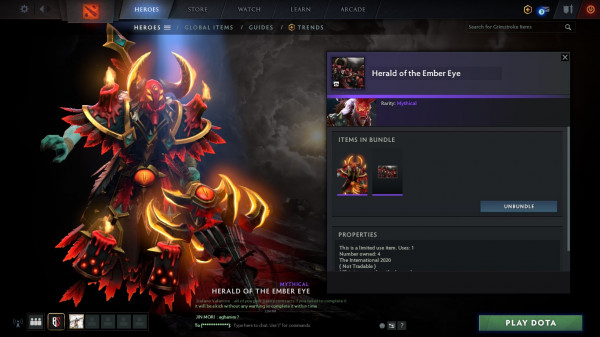 HEROES STORE WATCH LEARN ARCADE
HEROES / GLOBAL ITEMS / GUIDES / TRENDS
Search for Grimstroke Items
Herald of the Ember Eye
Rarity: Mythical
ITEMS IN BUNDLE
UNBUNDLE
PROPERTIES
This is a limited use item. Uses: 1
Number owned: 4
The International 2020
( Not Tradable )
MYTHICAL
HERALD OF THE EMBER EYE
Type here to chat. Use '/' for commands.
PLAY DOTA